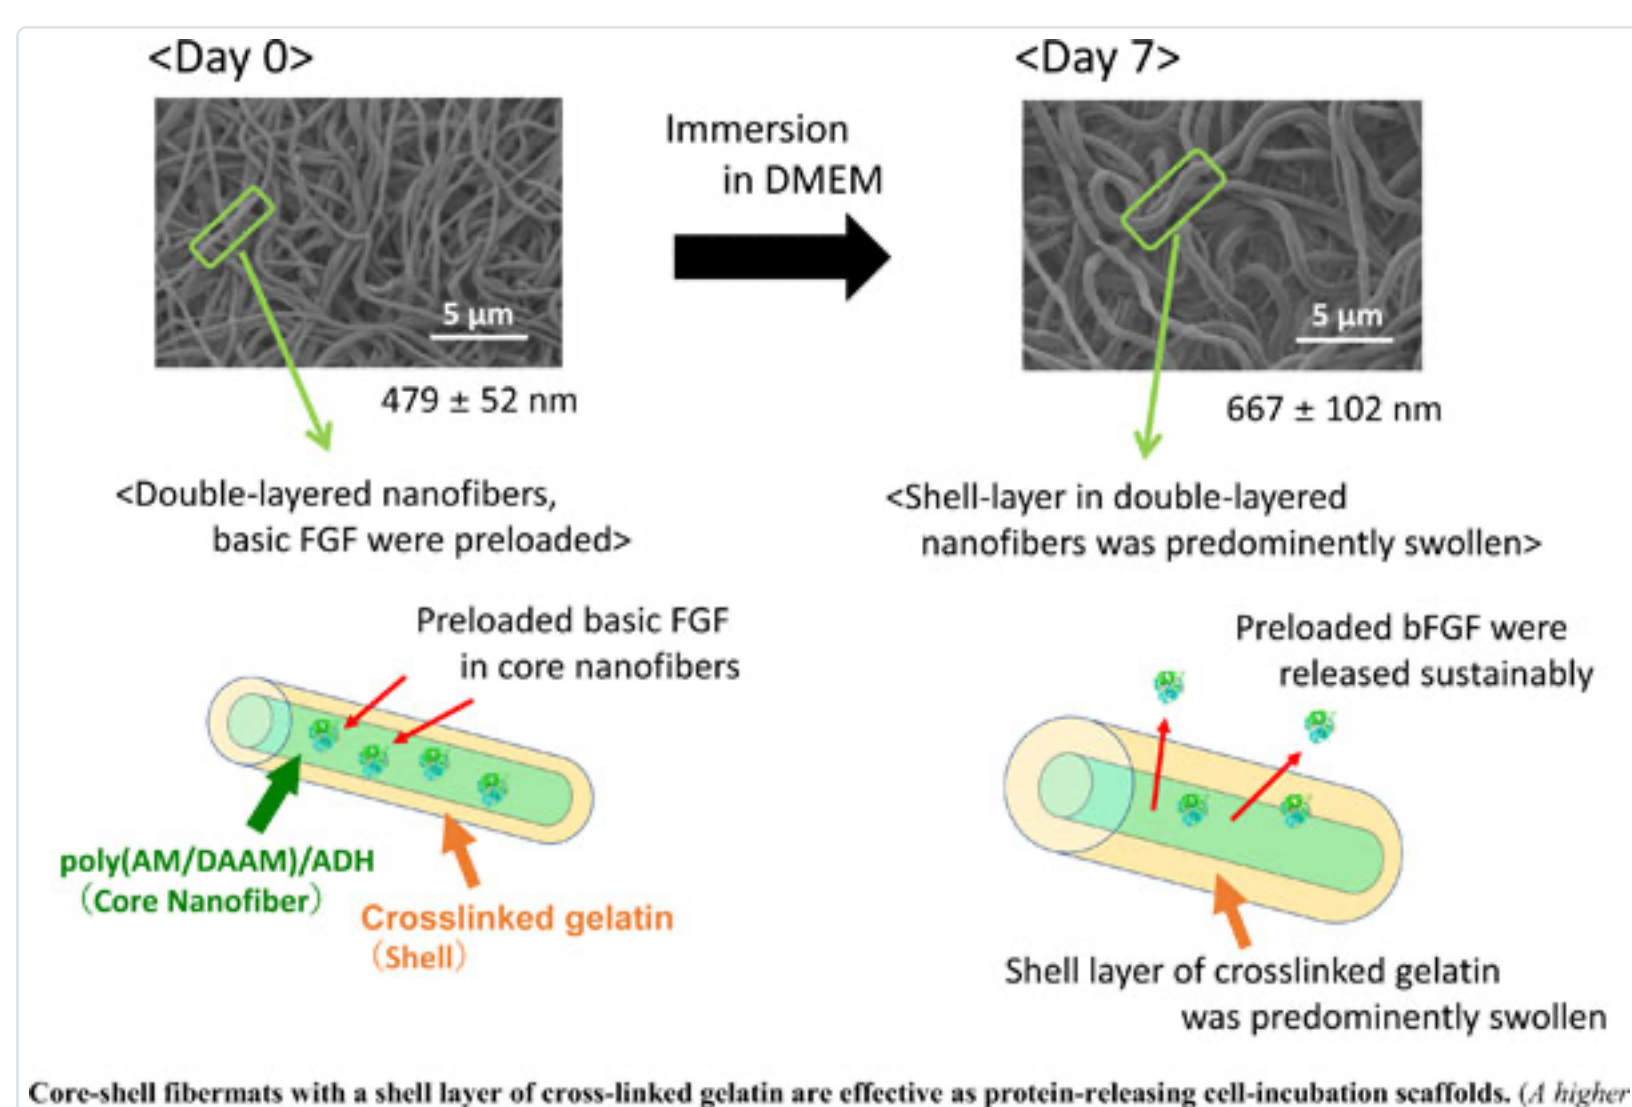 <Day 0>
<Day 7>
Immersion
in DMEM
5 μm
5 μm
479 ± 52 nm
667 ± 102 nm
<Double-layered nanofibers,
basic FGF were preloaded>
<Shell-layer in double-layered
nanofibers was predominently swollen>
Preloaded basic FGF
in core nanofibers
Preloaded bFGF were
released sustainably
poly(AM/DAAM)/ADH
(Core Nanofiber)
Crosslinked gelatin
(Shell)
Shell layer of crosslinked gelatin
was predominently swollen
Core-shell fibermats with a shell layer of cross-linked gelatin are effective as protein-releasing cell-incubation scaffolds. (A higher